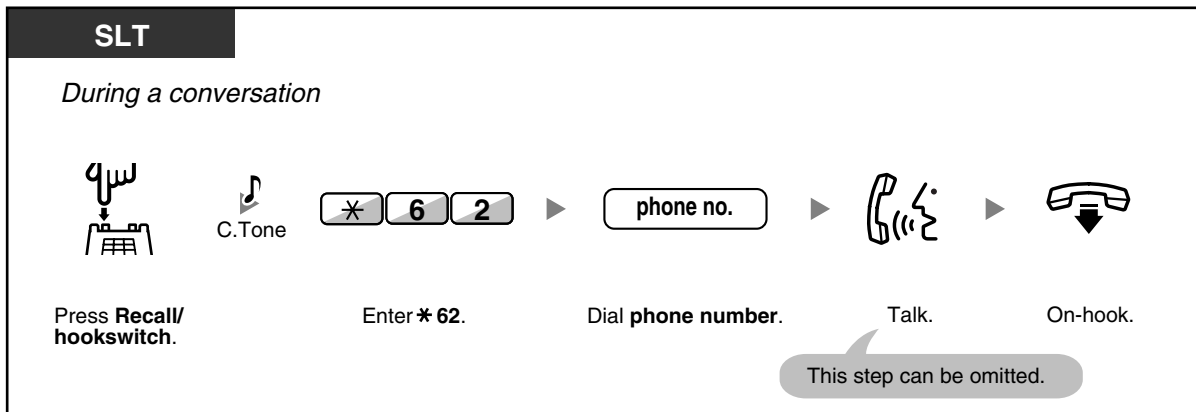 SLT
During a conversation
C.Tone
* 6 2
phone no.
Press Recall/
hookswitch.
Enter * 62.
Dial phone number.
Talk.
On-hook.
This step can be omitted.